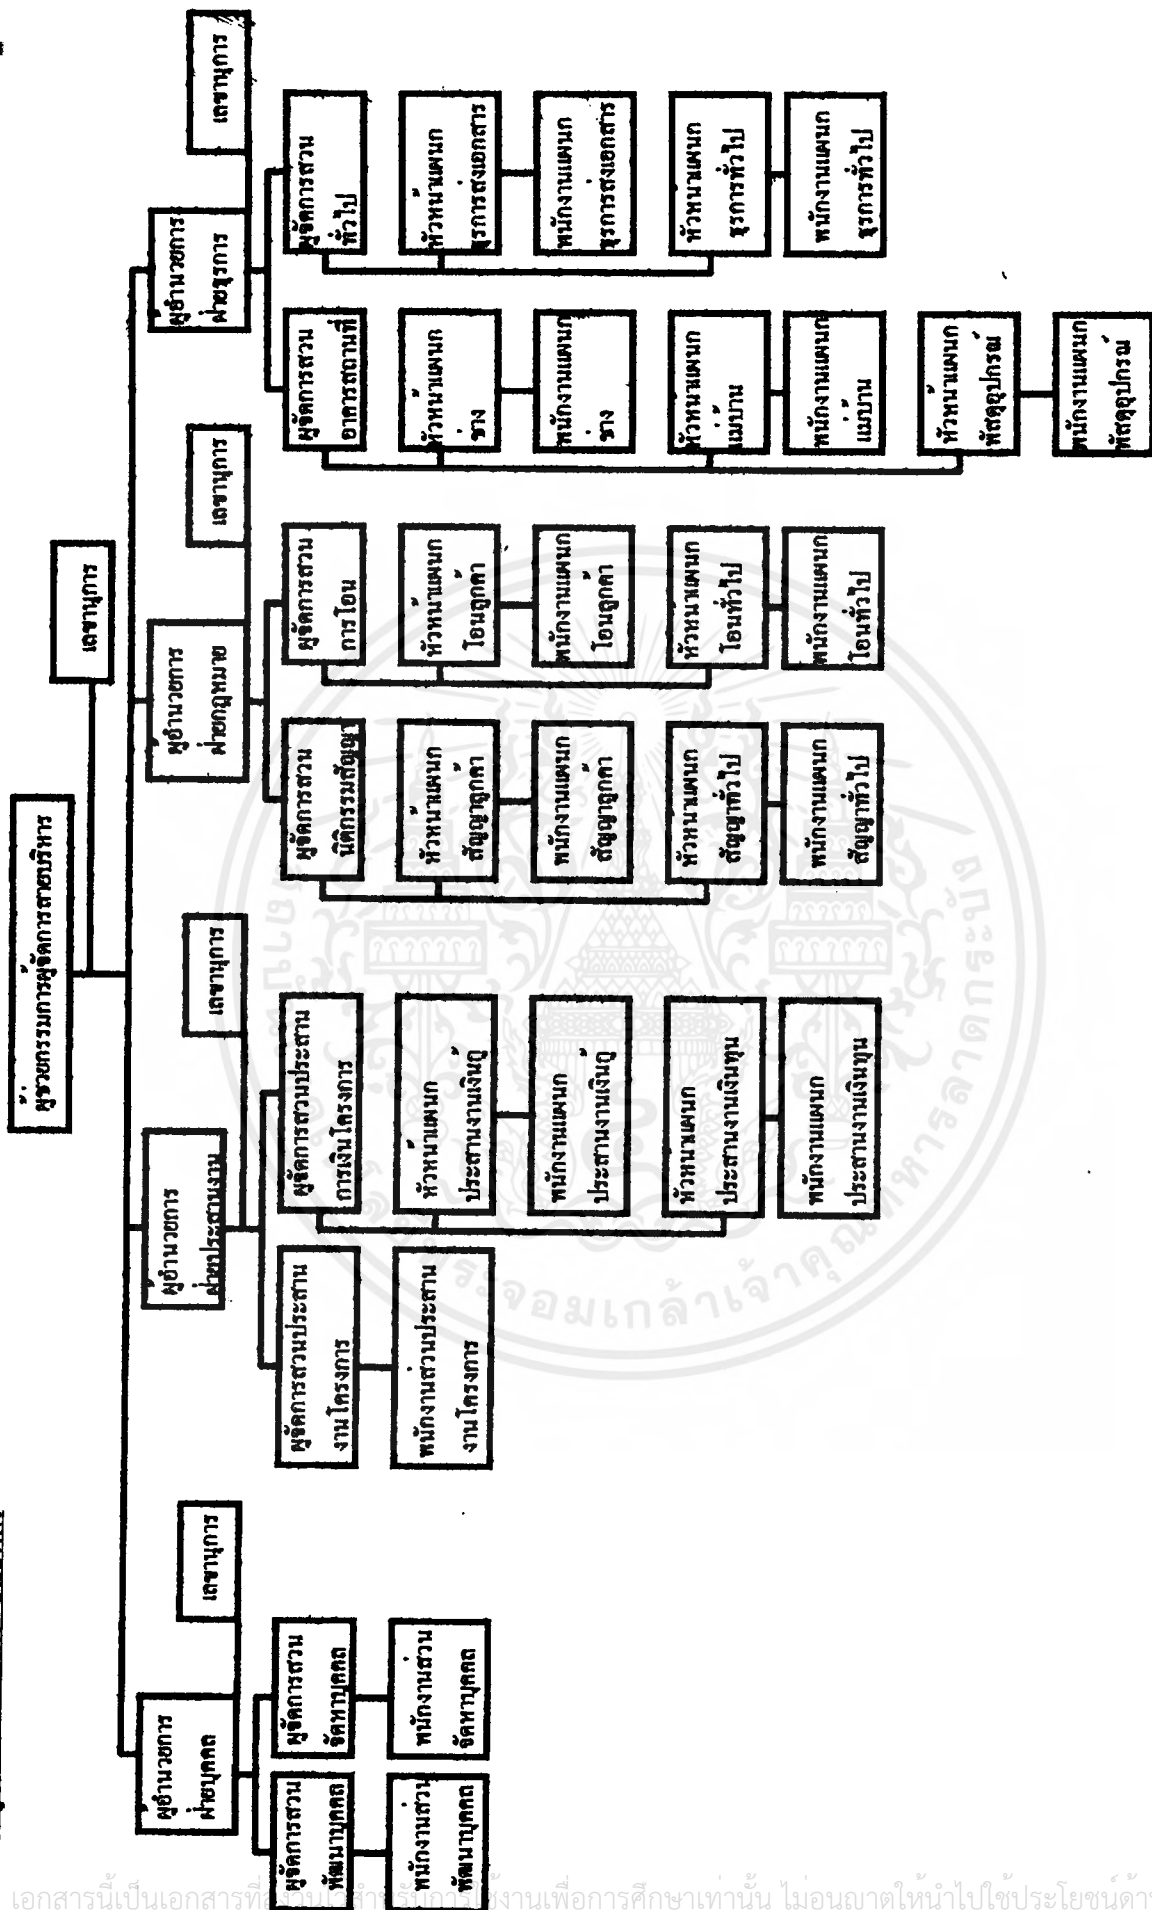 ผู้ช่วยกรรมการผู้จัดการสายบริหาร
เลขานุการ
ผู้อำนวยการ
ฝ่ายบุคคล
เลขานุการ
ผู้จัดการส่วน
พัฒนาบุคคล
พนักงานส่วน
พัฒนาบุคคล
ผู้จัดการส่วน
จัดหาบุคคล
พนักงานส่วน
จัดหาบุคคล
ผู้อำนวยการ
ฝ่ายประสานงาน
เลขานุการ
ผู้จัดการส่วนประสาน
งานโครงการ
พนักงานส่วนประสาน
งานโครงการ
ผู้จัดการส่วนประสาน
การเงินโครงการ
หัวหน้าแผนก
ประสานงานเงินกู้
พนักงานแผนก
ประสานงานเงินกู้
หัวหน้าแผนก
ประสานงานเงินทุน
พนักงานแผนก
ประสานงานเงินทุน
ผู้อำนวยการ
ฝ่ายกฎหมาย
เลขานุการ
ผู้จัดการส่วน
นิติกรรมสัญญา
หัวหน้าแผนก
สัญญาลูกค้า
พนักงานแผนก
สัญญาลูกค้า
หัวหน้าแผนก
สัญญาทั่วไป
พนักงานแผนก
สัญญาทั่วไป
ผู้จัดการส่วน
การโอน
หัวหน้าแผนก
โอนลูกค้า
พนักงานแผนก
โอนลูกค้า
หัวหน้าแผนก
โอนทั่วไป
พนักงานแผนก
โอนทั่วไป
ผู้อำนวยการ
ฝ่ายธุรการ
เลขานุการ
ผู้จัดการส่วน
อาคารสถานที่
หัวหน้าแผนก
ช่าง
พนักงานแผนก
ช่าง
หัวหน้าแผนก
แม่บ้าน
พนักงานแผนก
แม่บ้าน
หัวหน้าแผนก
พัสดุอุปกรณ์
พนักงานแผนก
พัสดุอุปกรณ์
ผู้จัดการส่วน
ทั่วไป
หัวหน้าแผนก
ธุรการส่งเอกสาร
พนักงานแผนก
ธุรการส่งเอกสาร
หัวหน้าแผนก
ธุรการทั่วไป
พนักงานแผนก
ธุรการทั่วไป
พระจอมเกล้าเจ้าคุณทหารลาดกระบัง
เอกสารนี้เป็นเอกสารที่สงวนไว้สำหรับการใช้งานเพื่อการศึกษาเท่านั้น ไม่อนุญาตให้นำไปใช้ประโยชน์ด้า